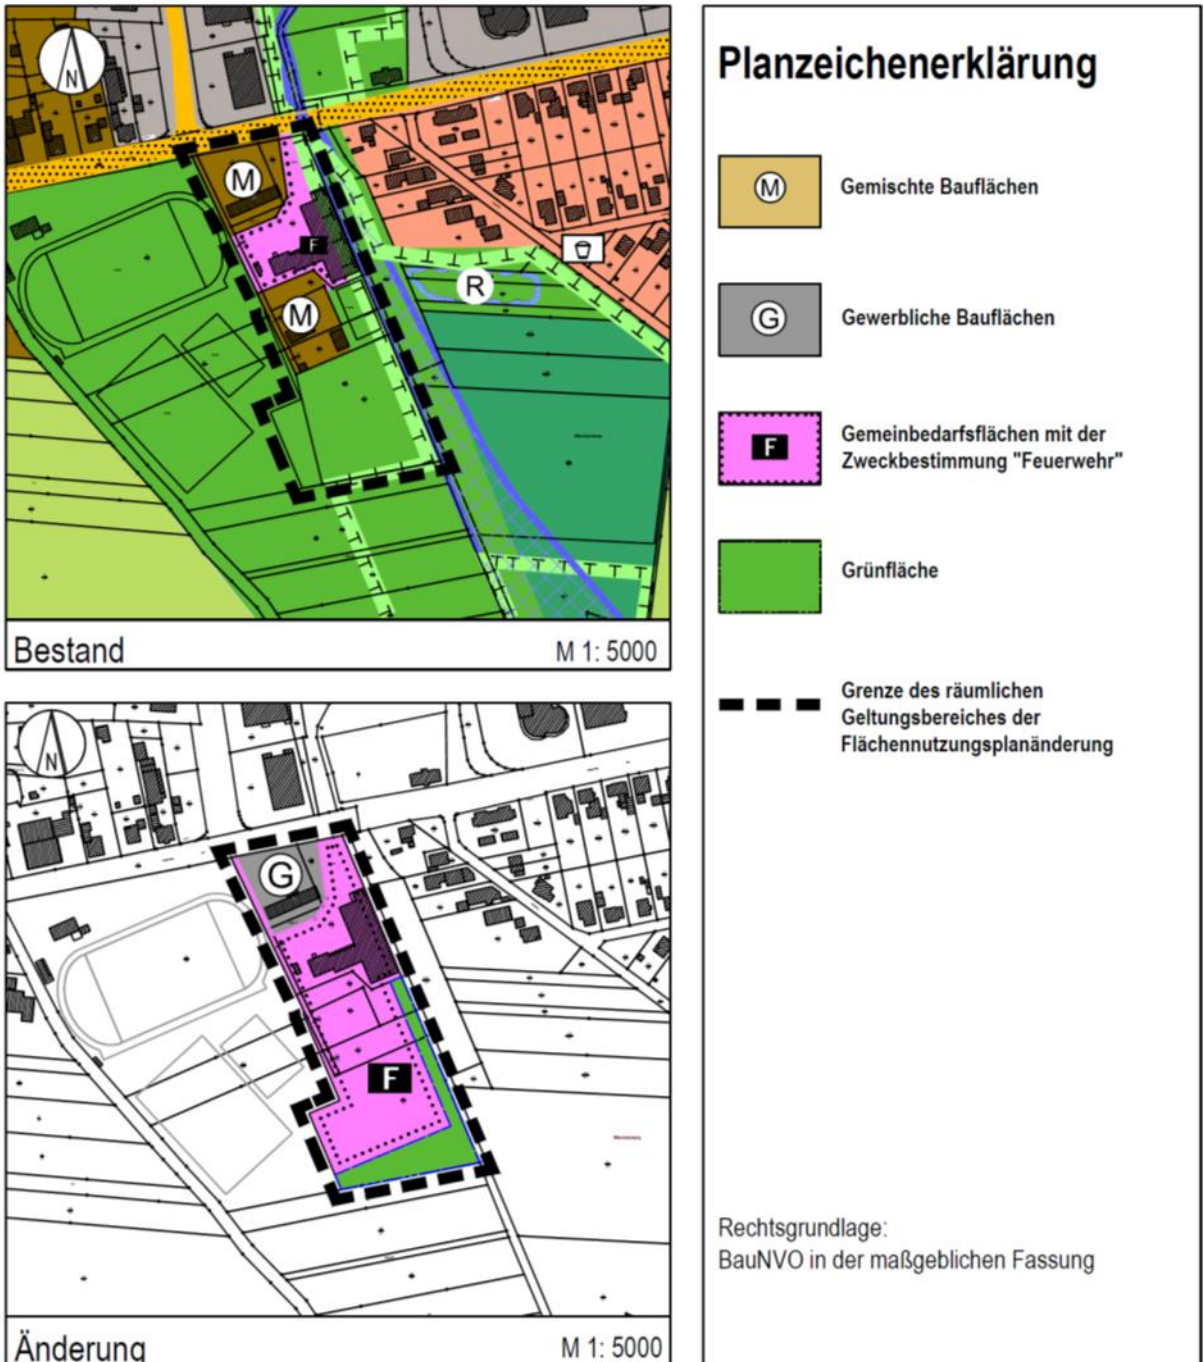 N
M
F
M
R
Bestand
M 1: 5000
N
G
F
Änderung
M 1: 5000
Planzeichenerklärung
M
Gemischte Bauflächen
G
Gewerbliche Bauflächen
F
Gemeinbedarfsflächen mit der
Zweckbestimmung "Feuerwehr"
Grünfläche
Grenze des räumlichen
Geltungsbereiches der
Flächennutzungsplanänderung
Rechtsgrundlage:
BauNVO in der maßgeblichen Fassung